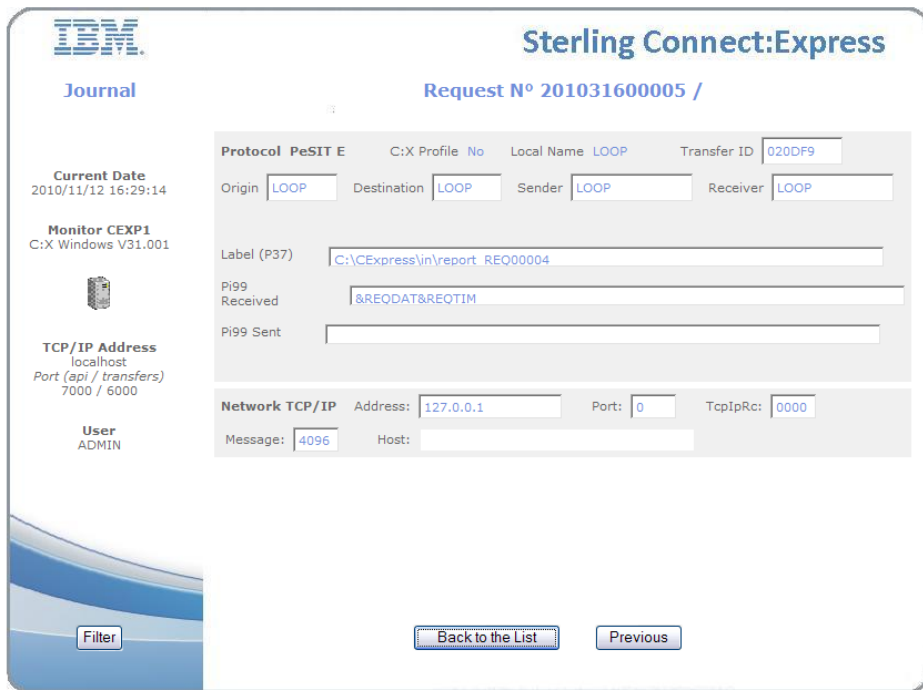 IBM.
Sterling Connect:Express
Journal
Request Nº 201031600005 /
Current Date
2010/11/12 16:29:14
Monitor CEXP1
C:X Windows V31.001
TCP/IP Address
localhost
Port (api / transfers)
7000 / 6000
User
ADMIN
Filter
Protocol PeSIT E C:X Profile No Local Name LOOP Transfer ID 020DF9
Origin LOOP Destination LOOP Sender LOOP Receiver LOOP
Label (P37) C:\CExpress\in\report_REQ00004
Pi99
Received &REQDAT&REQTIM
Pi99 Sent
Network TCP/IP Address: 127.0.0.1 Port: 0 TcpIpRc: 0000
Message: 4096 Host:
Back to the List Previous